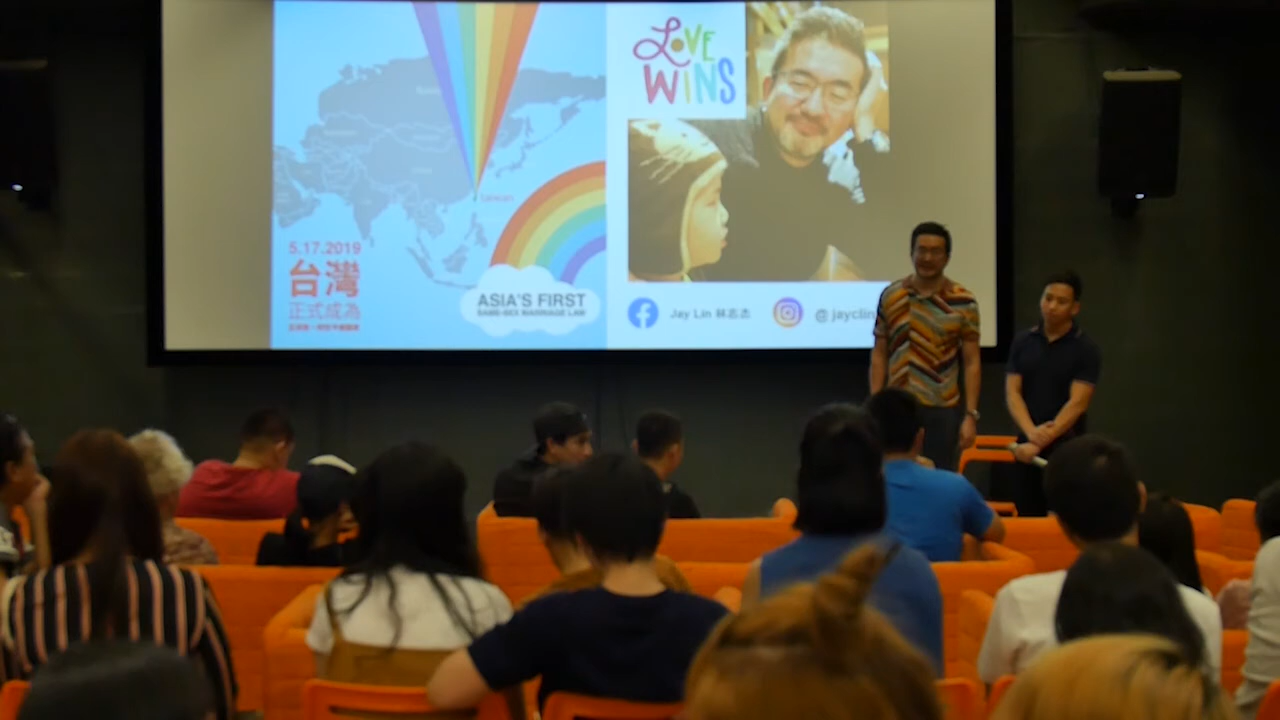 LOVE
WINS
Taiwan
5.17.2019
台灣
正式成為
ASIA'S FIRST
SAME-SEX MARRIAGE LAW
Jay Lin 林志杰
@jayclin